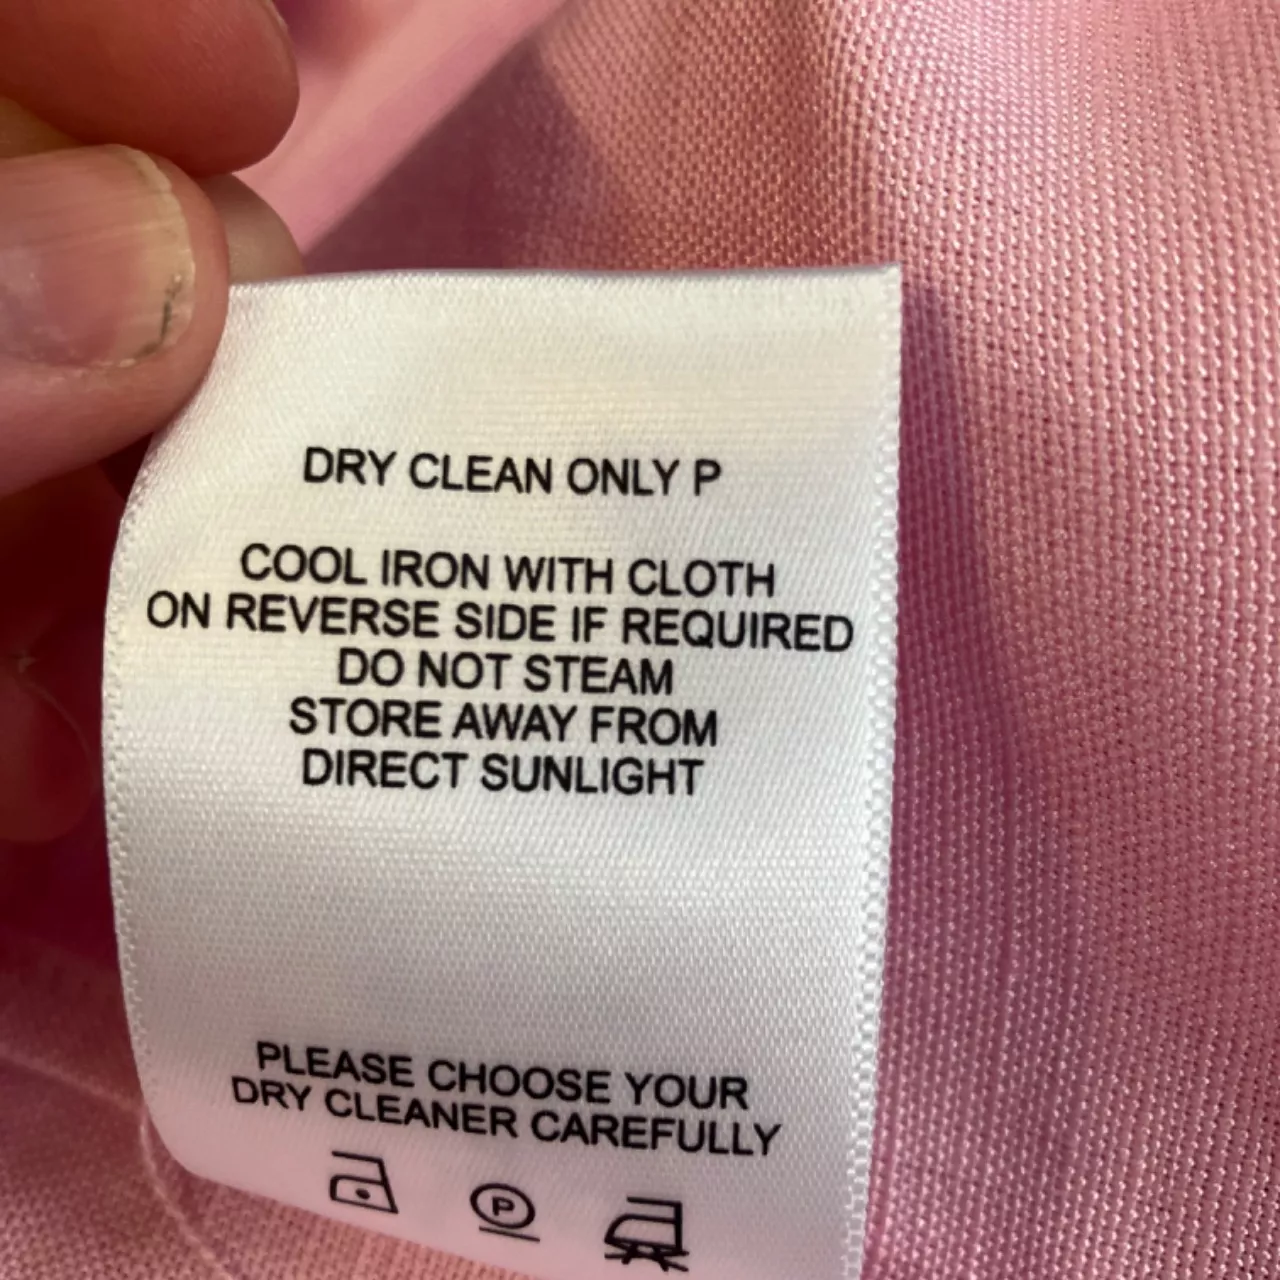 DRY CLEAN ONLY P
COOL IRON WITH CLOTH
ON REVERSE SIDE IF REQUIRED
DO NOT STEAM
STORE AWAY FROM
DIRECT SUNLIGHT
PLEASE CHOOSE YOUR
DRY CLEANER CAREFULLY
P